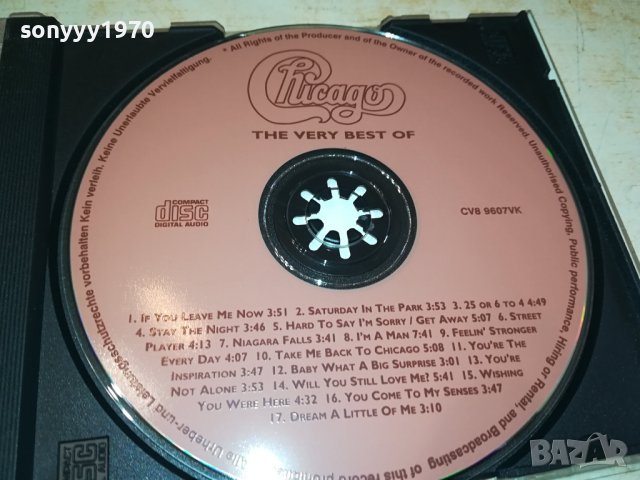 sonyyy1970
* All Rights of the Producer and of the Owner of the recorded work Reserved. Unauthorised Copying, Public performance, Hiring or Rental, and Broadcasting of this record prohibited.
Alle Urheber-und Leistungsschutzrechte vorbehalten Kein verleih. Keine Unerlaubte Vervielfältigung.
Chicago
THE VERY BEST OF
COMPACT
disc
DIGITAL AUDIO
CV8 9607VK
1. IF YOU LEAVE ME NOW 3:51 2. SATURDAY IN THE PARK 3:53 3. 25 OR 6 TO 4 4:49
4. STAY THE NIGHT 3:46 5. HARD TO SAY I'M SORRY / GET AWAY 5:07 6. STREET
PLAYER 4:13 7. NIAGARA FALLS 3:41 8. I'M A MAN 7:41 9. FEELIN' STRONGER
EVERY DAY 4:07 10. TAKE ME BACK TO CHICAGO 5:08 11. YOU'RE THE
INSPIRATION 3:47 12. BABY WHAT A BIG SURPRISE 3:01 13. YOU'RE
NOT ALONE 3:53 14. WILL YOU STILL LOVE ME? 5:41 15. WISHING
YOU WERE HERE 4:32 16. YOU COME TO MY SENSES 3:47
17. DREAM A LITTLE OF ME 3:10
BAZAR